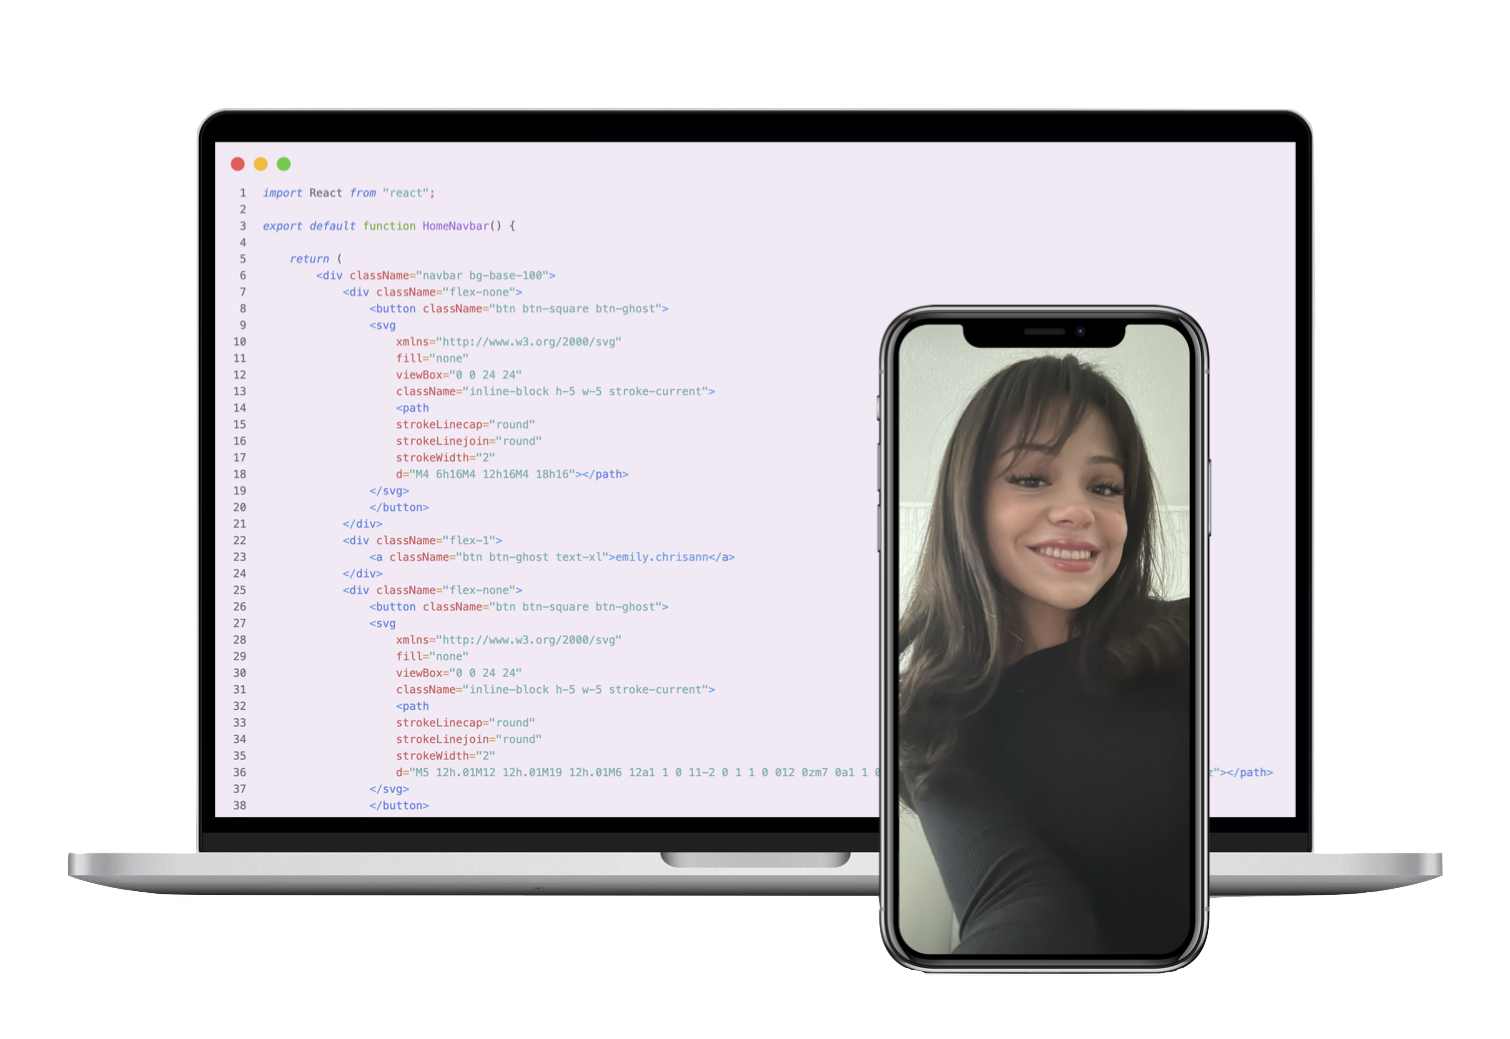 1 import React from "react";
2
3 export default function HomeNavbar() {
4
5 return (
6 <div className="navbar bg-base-100">
7 <div className="flex-none">
8 <button className="btn btn-square btn-ghost">
9 <svg
10 xmlns="http://www.w3.org/2000/svg"
11 fill="none"
12 viewBox="0 0 24 24"
13 className="inline-block h-5 w-5 stroke-current">
14 <path
15 strokeLinecap="round"
16 strokeLinejoin="round"
17 strokeWidth="2"
18 d="M4 6h16M4 12h16M4 18h16"></path>
19 </svg>
20 </button>
21 </div>
22 <div className="flex-1">
23 <a className="btn btn-ghost text-xl">emily.chrisann</a>
24 </div>
25 <div className="flex-none">
26 <button className="btn btn-square btn-ghost">
27 <svg
28 xmlns="http://www.w3.org/2000/svg"
29 fill="none"
30 viewBox="0 0 24 24"
31 className="inline-block h-5 w-5 stroke-current">
32 <path
33 strokeLinecap="round"
34 strokeLinejoin="round"
35 strokeWidth="2"
36 d="M5 12h.01M12 12h.01M19 12h.01M6 12a1 1 0 11-2 0 1 1 0 012 0zm7 0a1 1 0 z"></path>
37 </svg>
38 </button>